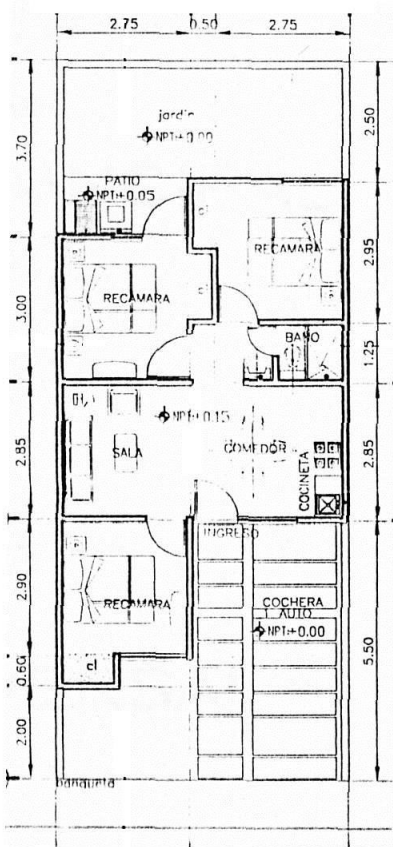 2.75 0.50 2.75
jardin
NPT:+0.00
3.70
2.50
PATIO
NPT:+0.05
RECAMARA
2.95
RECAMARA
3.00
BAÑO
1.25
NPT:+0.15
SALA
COMEDOR
COCINETA
2.85
2.85
INGRESO
COCHERA
1 AUTO
NPT:+0.00
RECAMARA
2.90
cl
0.60
5.50
2.00
banqueta